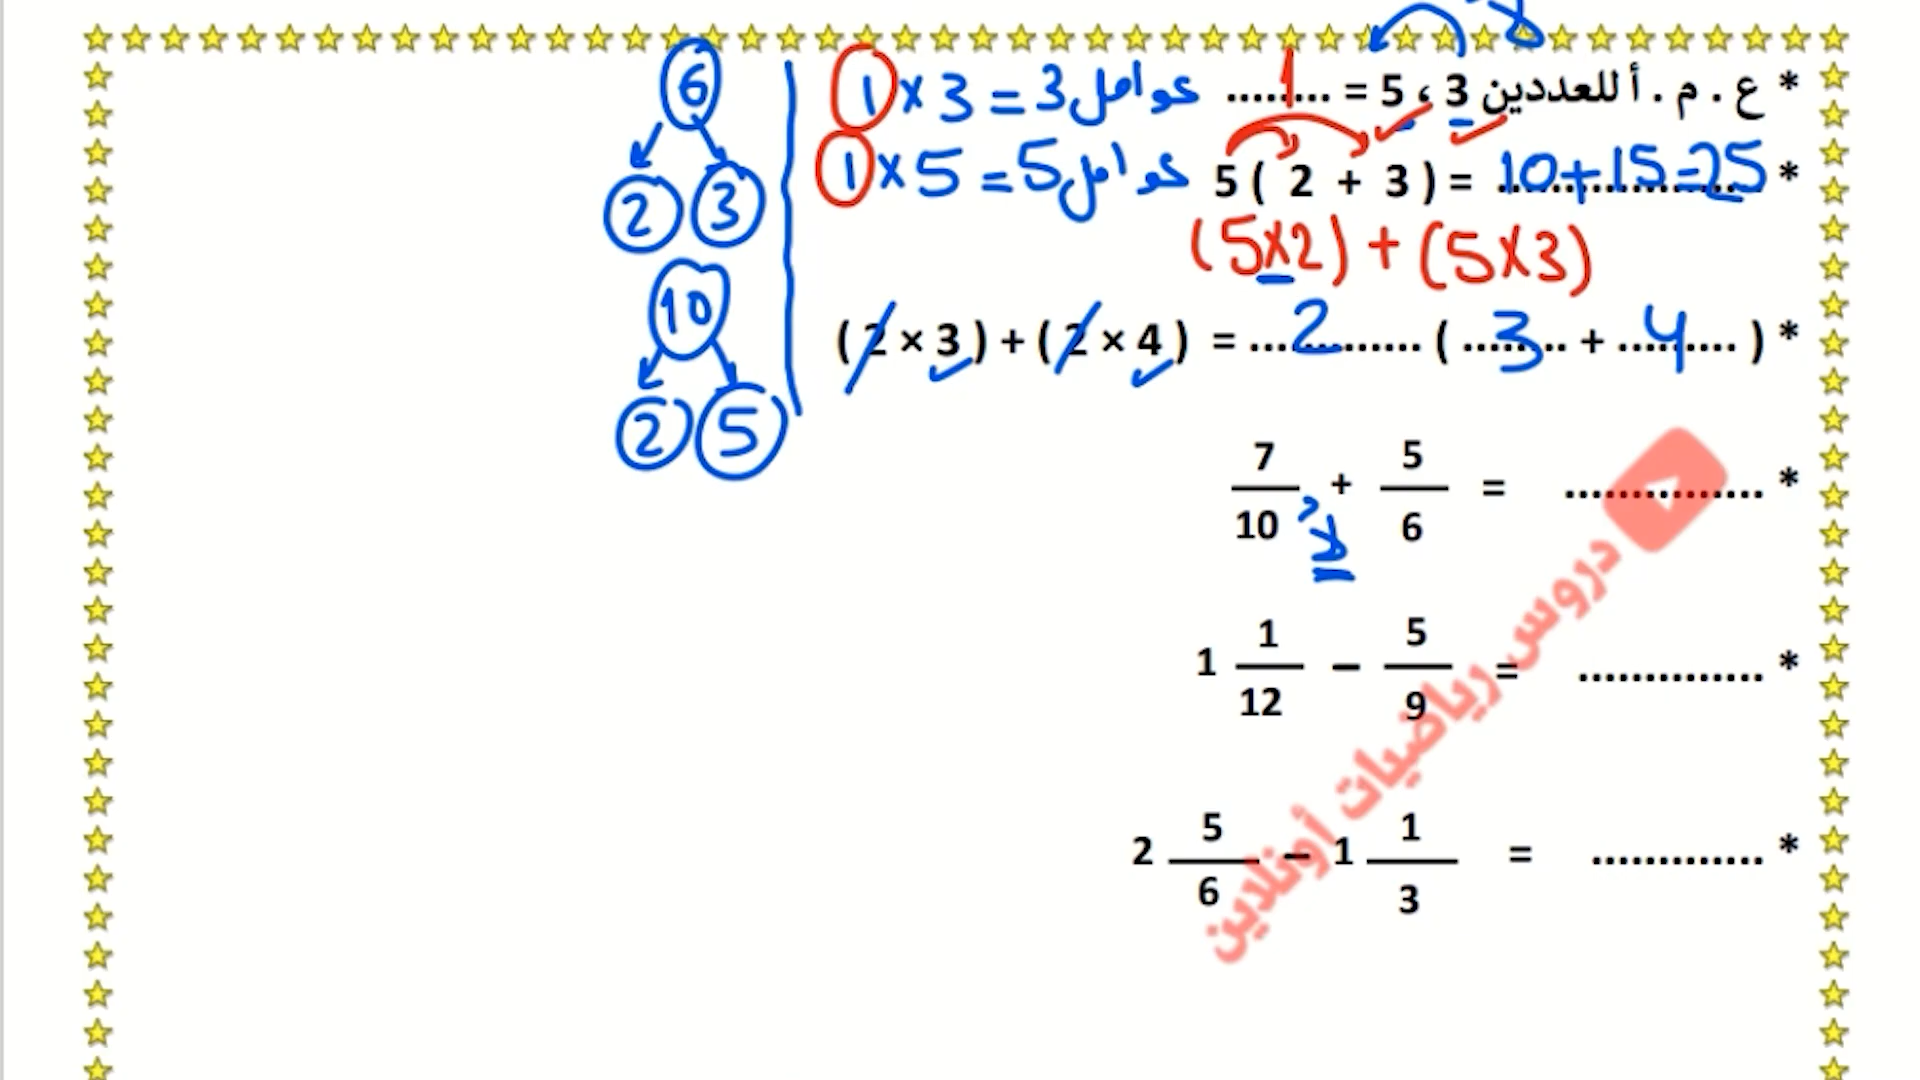 * ع . م . أ للعددين 3 ، 5 = ........ 1
عوامل 3 = 3 × 1
عوامل 5 = 5 × 1
* 5 ( 2 + 3 ) = 10+15=25
(5×2) + (5×3)
* ( 2 × 3 ) + ( 2 × 4 ) = ....2.... ( ...3... + ...4... )
6
2 3
10
2 5
* 7/10 + 5/6 = ...............
* 1 1/12 – 5/9 = ..............
* 2 5/6 – 1 1/3 = .............
دروس رياضيات أونلاين